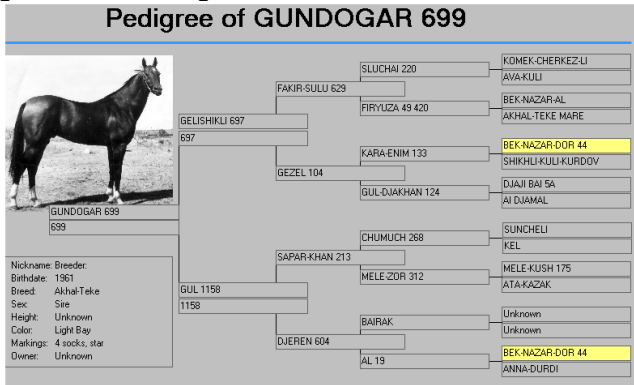 Pedigree of GUNDOGAR 699
KOMEK-CHERKEZ-LI
SLUCHAI 220
AVA-KULI
FAKIR-SULU 629
BEK-NAZAR-AL
FIRYUZA 49 420
AKHAL-TEKE MARE
GELISHIKLI 697
697
BEK-NAZAR-DOR 44
KARA-ENIM 133
SHIKHLI-KULI-KURDOV
GEZEL 104
DJAJI BAI 5A
GUL-DJAKHAN 124
AI DJAMAL
GUNDOGAR 699
699
SUNCHELI
CHUMUCH 268
KEL
SAPAR-KHAN 213
MELE-KUSH 175
MELE-ZOR 312
ATA-KAZAK
GUL 1158
1158
Unknown
BAIRAK
Unknown
DJEREN 604
BEK-NAZAR-DOR 44
AL 19
ANNA-DURDI
Nickname: Breeder:
Birthdate: 1961
Breed: Akhal-Teke
Sex: Sire
Height: Unknown
Color: Light Bay
Markings: 4 socks, star
Owner: Unknown